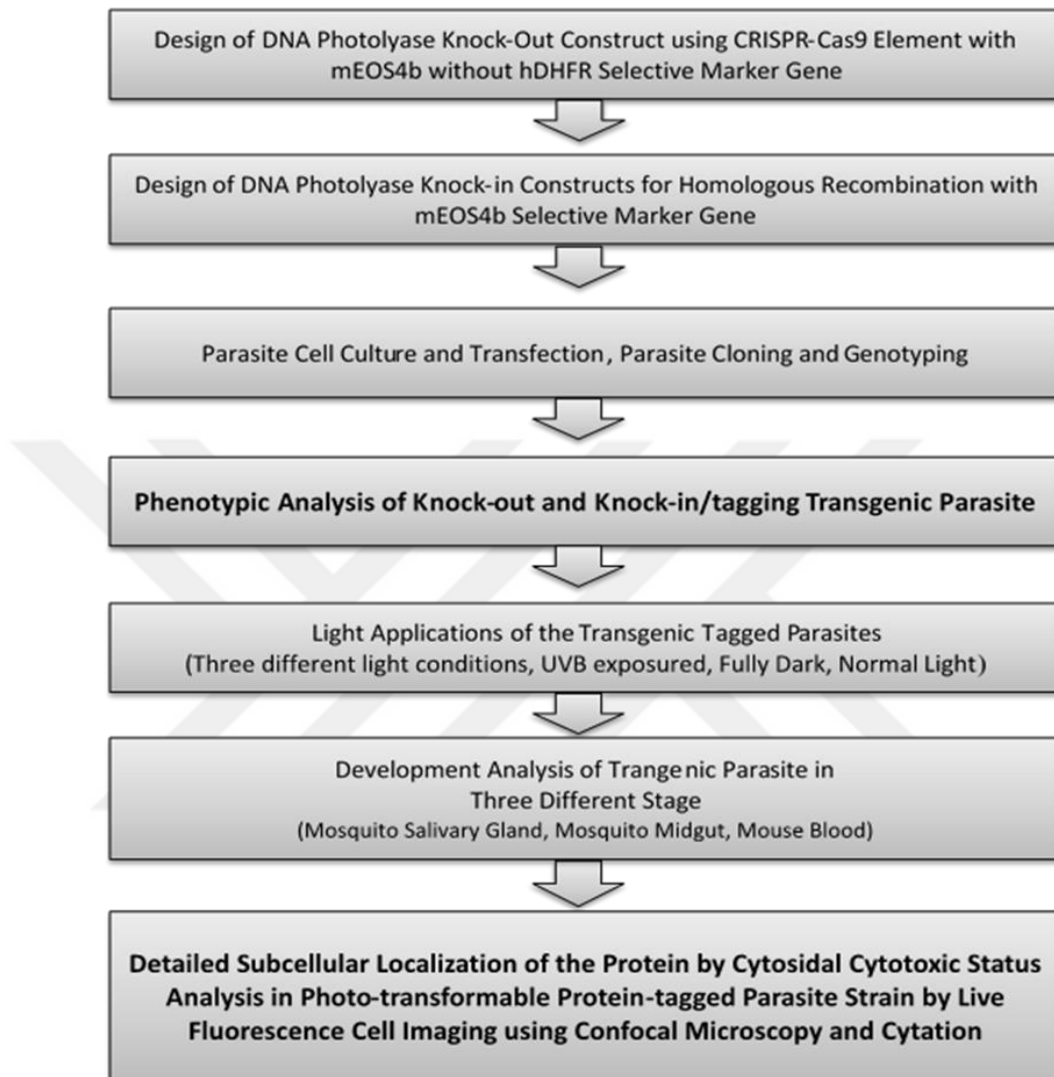 Design of DNA Photolyase Knock-Out Construct using CRISPR-Cas9 Element with
mEOS4b without hDHFR Selective Marker Gene
Design of DNA Photolyase Knock-in Constructs for Homologous Recombination with
mEOS4b Selective Marker Gene
Parasite Cell Culture and Transfection, Parasite Cloning and Genotyping
Phenotypic Analysis of Knock-out and Knock-in/tagging Transgenic Parasite
Light Applications of the Transgenic Tagged Parasites
(Three different light conditions, UVB exposured, Fully Dark, Normal Light)
Development Analysis of Trangenic Parasite in
Three Different Stage
(Mosquito Salivary Gland, Mosquito Midgut, Mouse Blood)
Detailed Subcellular Localization of the Protein by Cytosidal Cytotoxic Status
Analysis in Photo-transformable Protein-tagged Parasite Strain by Live
Fluorescence Cell Imaging using Confocal Microscopy and Cytation